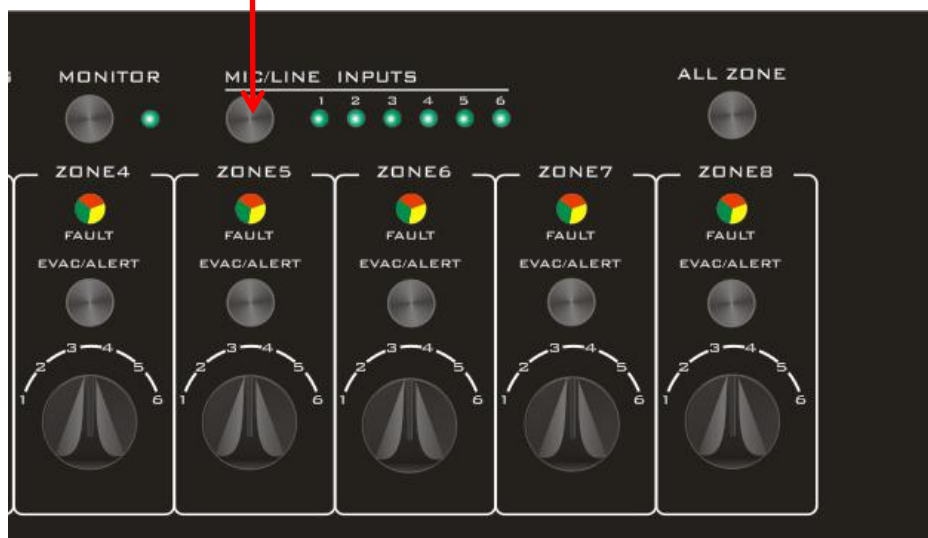 MONITOR
MIC/LINE INPUTS
ALL ZONE
1 2 3 4 5 6
ZONE4 ZONE5 ZONE6 ZONE7 ZONE8
FAULT FAULT FAULT FAULT FAULT
EVAC/ALERT EVAC/ALERT EVAC/ALERT EVAC/ALERT EVAC/ALERT
1 2 3 4 5 6
1 2 3 4 5 6
1 2 3 4 5 6
1 2 3 4 5 6
1 2 3 4 5 6